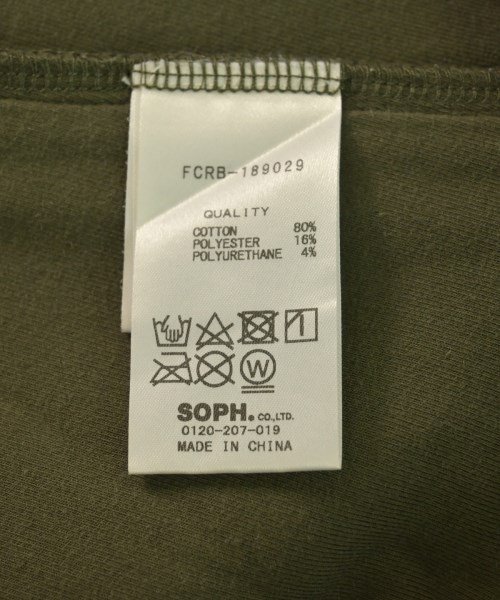 FCRB-189029
QUALITY
COTTON 80%
POLYESTER 16%
POLYURETHANE 4%
W
SOPH. CO.,LTD.
0120-207-019
MADE IN CHINA